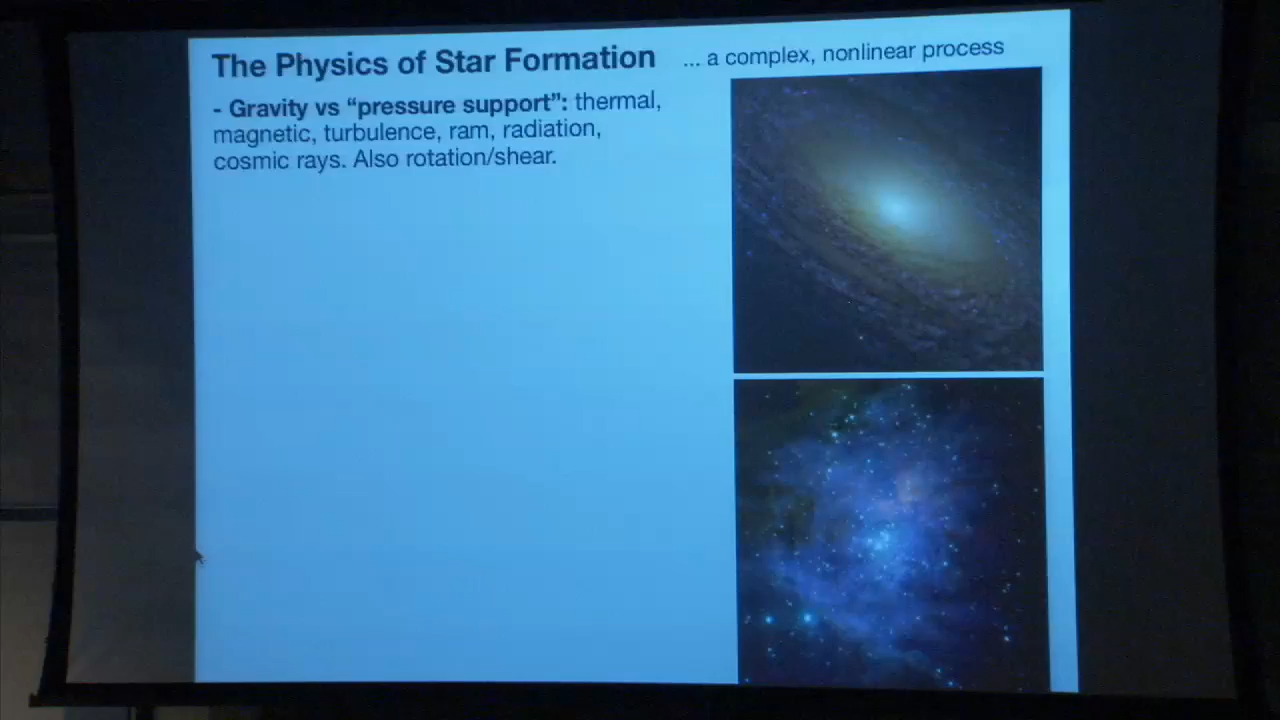 The Physics of Star Formation ... a complex, nonlinear process
- Gravity vs “pressure support”: thermal,
magnetic, turbulence, ram, radiation,
cosmic rays. Also rotation/shear.